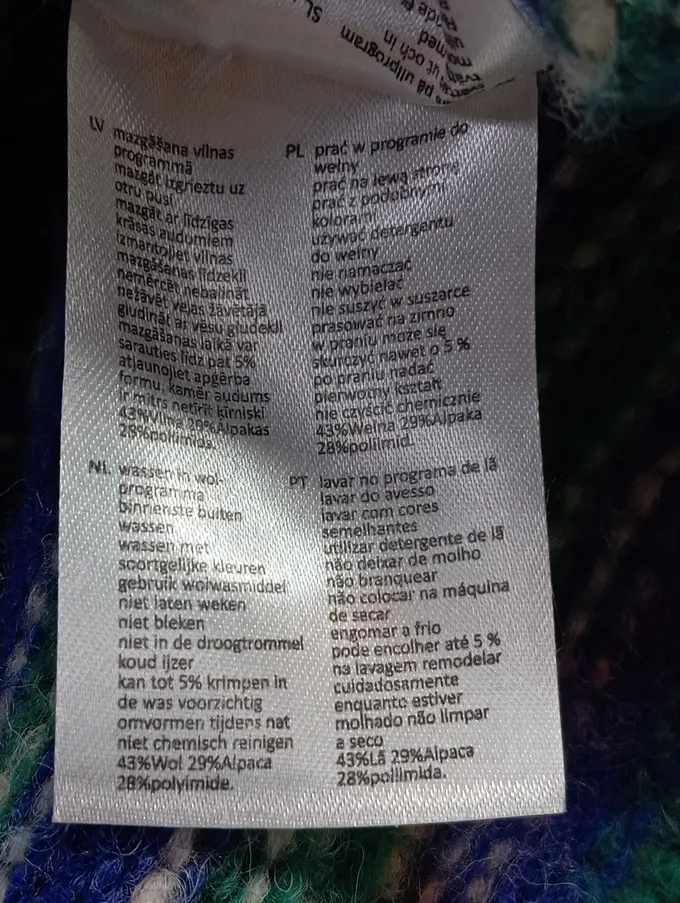 SL
på ullprogram
ut och in
med
LV mazgāšana vilnas
programmā
mazgāt izgrieztu uz
otru pusi
mazgāt ar līdzīgas
krāsas audumiem
izmantojiet vilnas
mazgāšanas līdzekli
nemērcēt nebalināt
nežāvēt veļas žāvētājā
gludināt ar vēsu gludekli
mazgāšanas laikā var
sarauties līdz pat 5%
atjaunojiet apģērba
formu, kamēr audums
ir mitrs netīrīt ķīmiski
43%Vilna 29%Alpakas
28%poliimīds.
PL prać w programie do
wełny
prać na lewą stronę
prać z podobnymi
kolorami
używać detergentu
do wełny
nie namaczać
nie wybielać
nie suszyć w suszarce
prasować na zimno
w praniu może się
skurczyć nawet o 5 %
po praniu nadać
pierwotny kształt
nie czyścić chemicznie
43%Wełna 29%Alpaka
28%poliimid.
NL wassen in wol-
programma
binnenste buiten
wassen
wassen met
soortgelijke kleuren
gebruik wolwasmiddel
niet laten weken
niet bleken
niet in de droogtrommel
koud ijzer
kan tot 5% krimpen in
de was voorzichtig
omvormen tijdens nat
niet chemisch reinigen
43%Wol 29%Alpaca
28%polyimide.
PT lavar no programa de lã
lavar do avesso
lavar com cores
semelhantes
utilizar detergente de lã
não deixar de molho
não branquear
não colocar na máquina
de secar
engomar a frio
pode encolher até 5 %
na lavagem remodelar
cuidadosamente
enquanto estiver
molhado não limpar
a seco
43%Lã 29%Alpaca
28%poliimida.